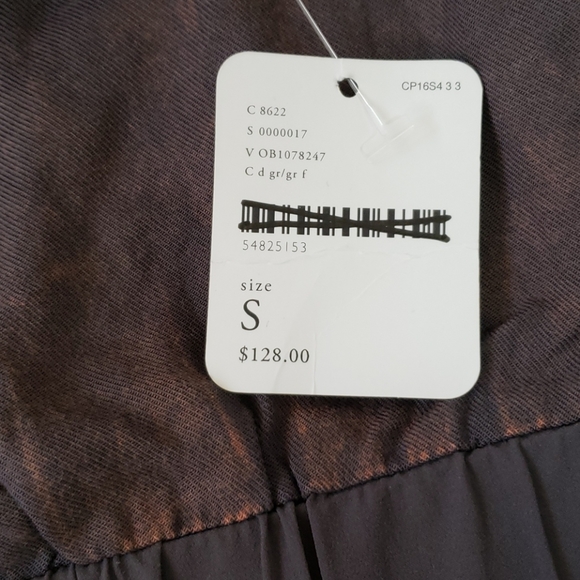 CP16S4 3 3
C 8622
S 0000017
V OB1078247
C d gr/gr f
54825153
size
S
$128.00